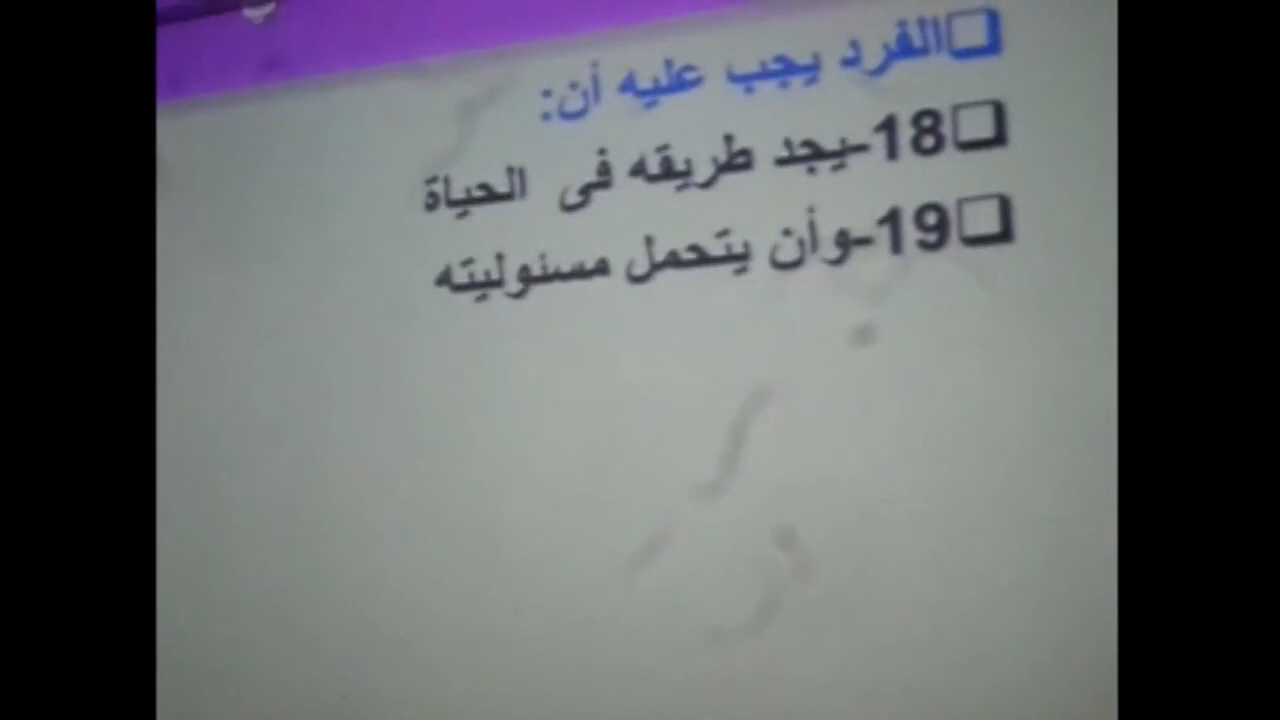 ❑الفرد يجب عليه أن:
❑18-يجد طريقه فى الحياة
❑19-وأن يتحمل مسئوليته